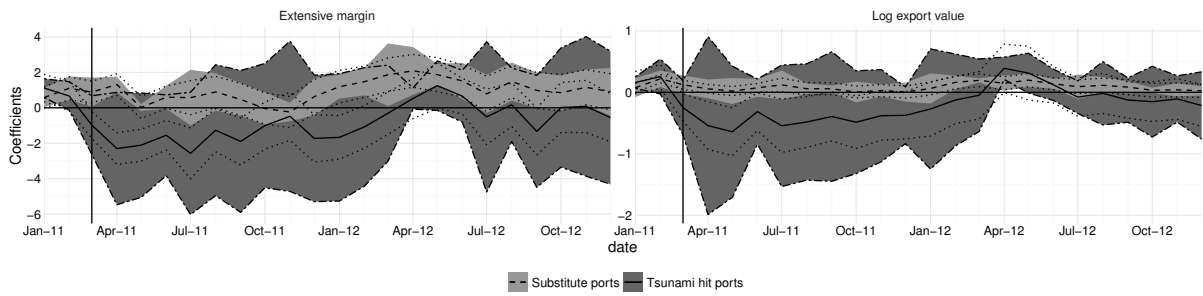 Extensive margin
Log export value
Coefficients
4
2
0
−2
−4
−6
1
0
−1
−2
Jan−11 Apr−11 Jul−11 Oct−11 Jan−12 Apr−12 Jul−12 Oct−12
Jan−11 Apr−11 Jul−11 Oct−11 Jan−12 Apr−12 Jul−12 Oct−12
date
Substitute ports Tsunami hit ports